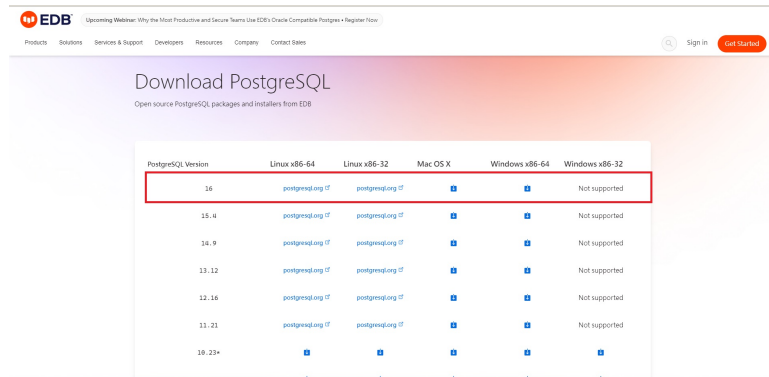 EDB
Upcoming Webinar: Why the Most Productive and Secure Teams Use EDB's Oracle Compatible Postgres • Register Now
Products Solutions Services & Support Developers Resources Company Contact Sales Sign in Get Started
Download PostgreSQL
Open source PostgreSQL packages and installers from EDB
PostgreSQL Version Linux x86-64 Linux x86-32 Mac OS X Windows x86-64 Windows x86-32
16 postgresql.org postgresql.org Not supported
15.4 postgresql.org postgresql.org Not supported
14.9 postgresql.org postgresql.org Not supported
13.12 postgresql.org postgresql.org Not supported
12.16 postgresql.org postgresql.org Not supported
11.21 postgresql.org postgresql.org Not supported
10.23*